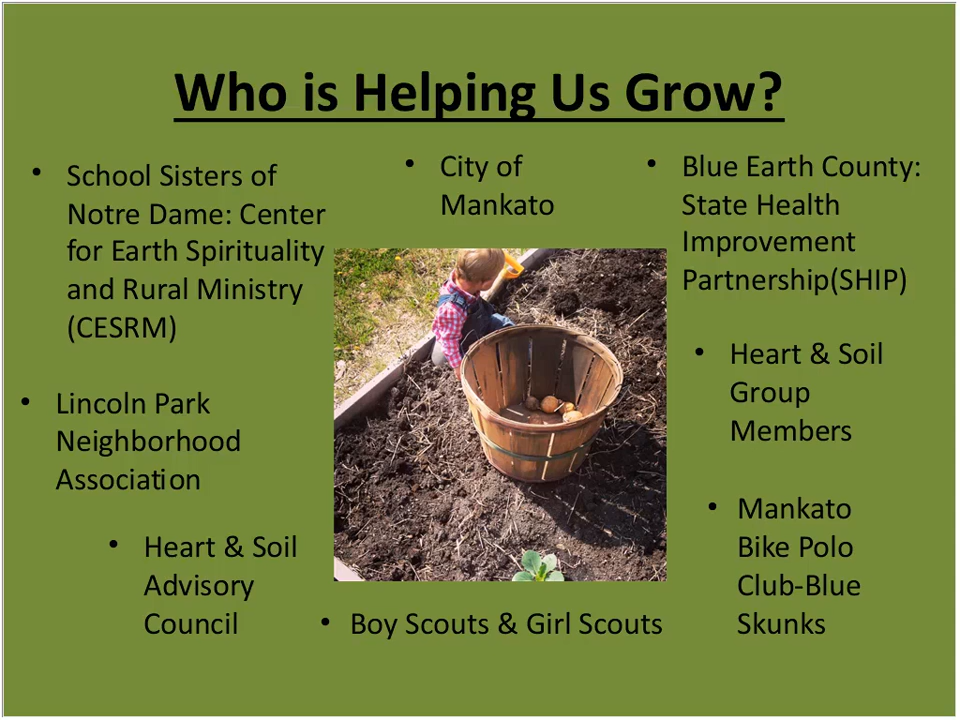 Who is Helping Us Grow?
• School Sisters of
Notre Dame: Center
for Earth Spirituality
and Rural Ministry
(CESRM)
• City of
Mankato
• Blue Earth County:
State Health
Improvement
Partnership(SHIP)
• Heart & Soil
Group
Members
• Lincoln Park
Neighborhood
Association
• Mankato
Bike Polo
Club-Blue
Skunks
• Heart & Soil
Advisory
Council
• Boy Scouts & Girl Scouts